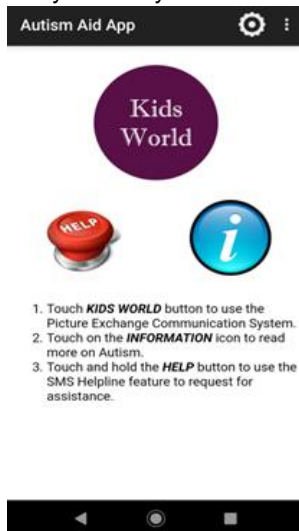 Autism Aid App
Kids
World
HELP
i
1. Touch KIDS WORLD button to use the
Picture Exchange Communication System.
2. Touch on the INFORMATION icon to read
more on Autism.
3. Touch and hold the HELP button to use the
SMS Helpline feature to request for
assistance.